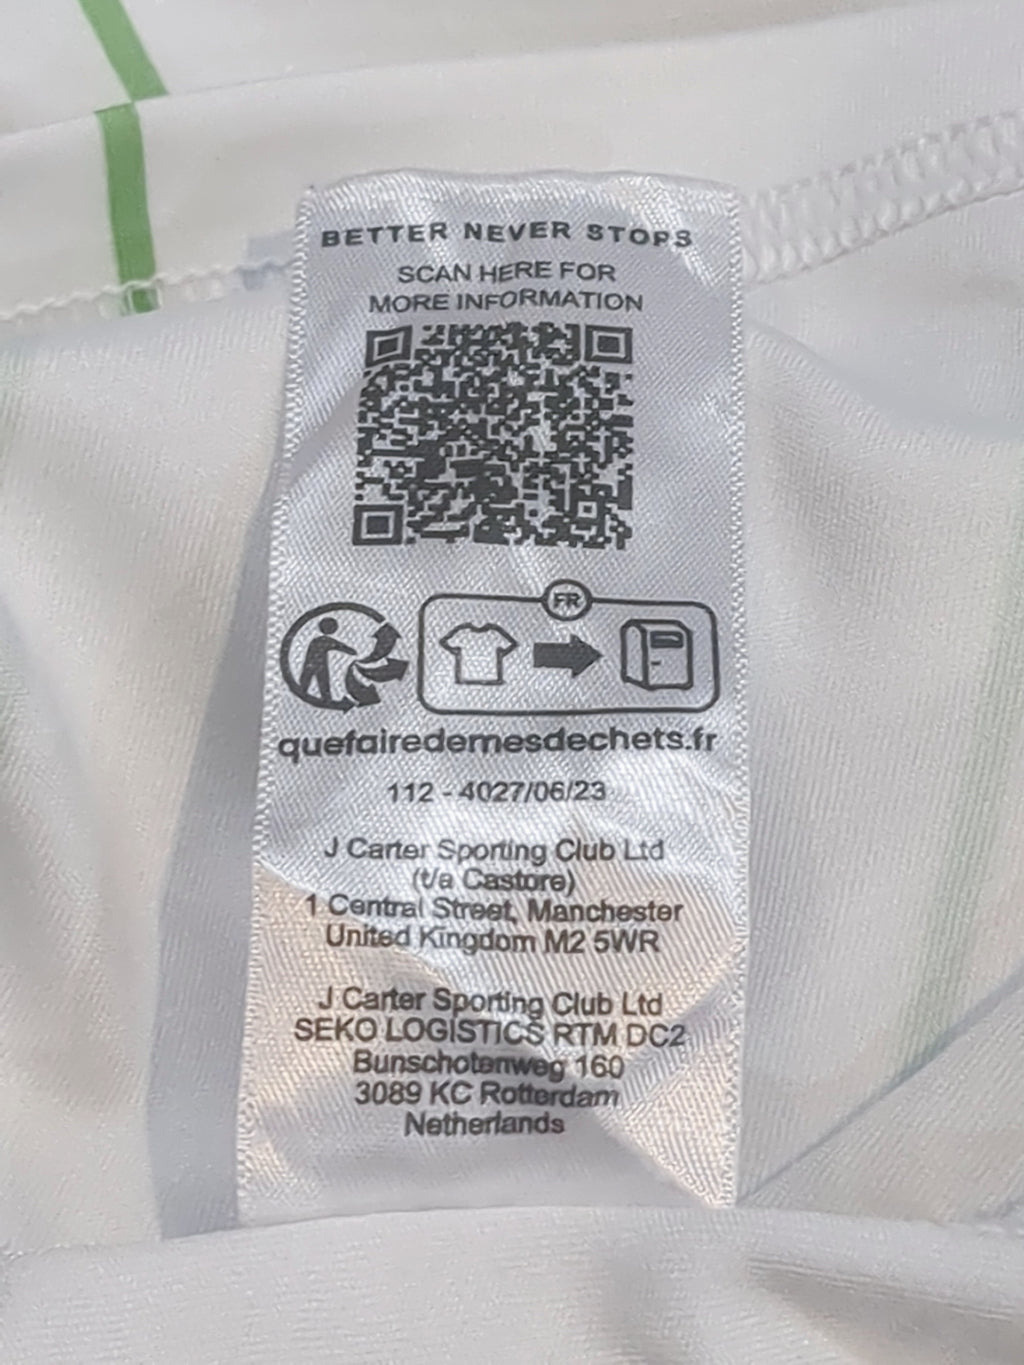 BETTER NEVER STOPS
SCAN HERE FOR
MORE INFORMATION
FR
quefairedemesdechets.fr
112 - 4027/06/23
J Carter Sporting Club Ltd
(t/a Castore)
1 Central Street, Manchester
United Kingdom M2 5WR
J Carter Sporting Club Ltd
SEKO LOGISTICS RTM DC2
Bunschotenweg 160
3089 KC Rotterdam
Netherlands